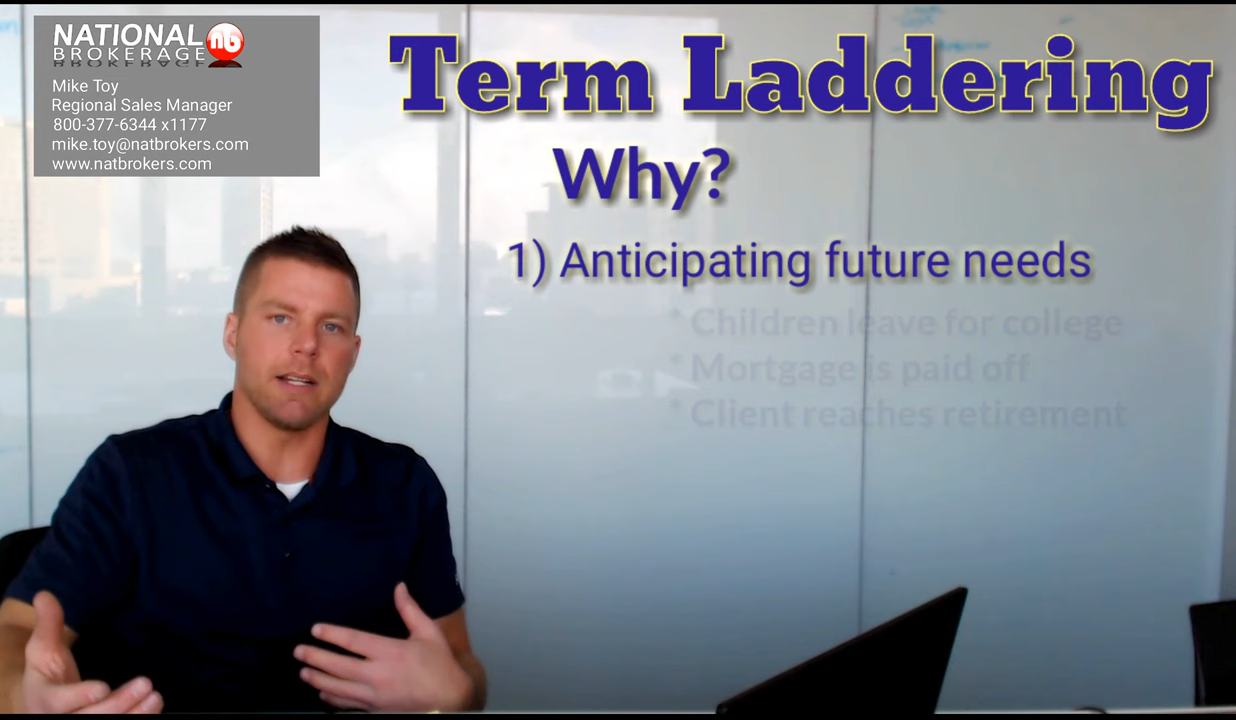 NATIONAL nb
BROKERAGE
Mike Toy
Regional Sales Manager
800-377-6344 x1177
mike.toy@natbrokers.com
www.natbrokers.com
Term Laddering
Why?
1) Anticipating future needs
* Children leave for college
* Mortgage is paid off
* Client reaches retirement